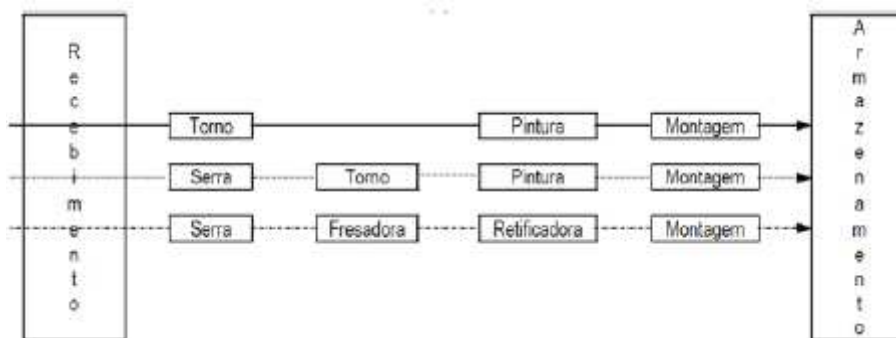 Recebimento
Torno Pintura Montagem
Serra Torno Pintura Montagem
Serra Fresadora Retificadora Montagem
Armazenamento